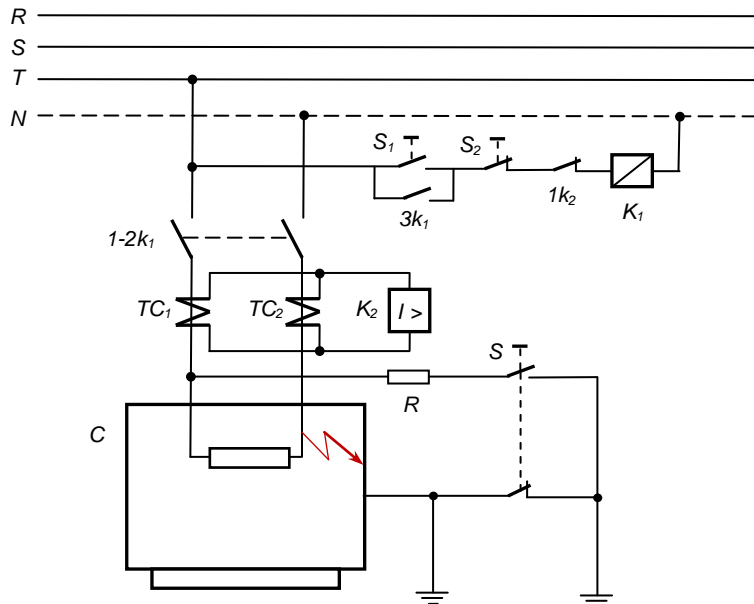 R
S
T
N
S₁
S₂
3k₁
1k₂
K₁
1-2k₁
TC₁
TC₂
K₂
I >
S
R
C